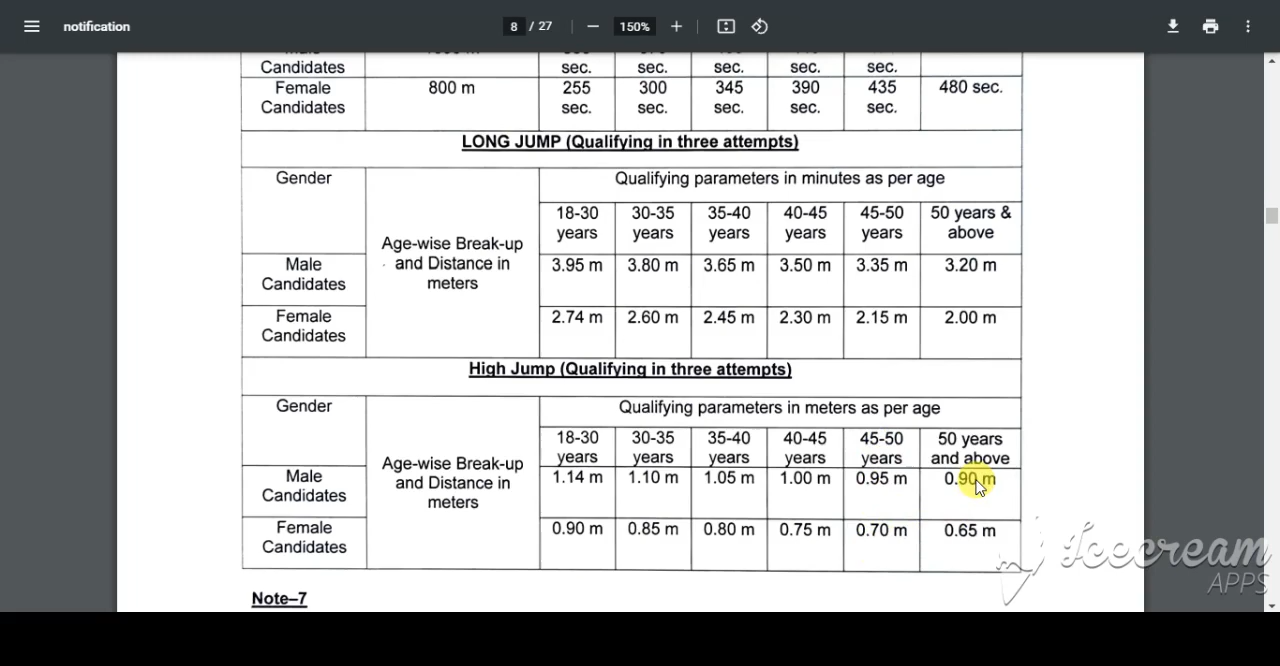 notification
8 / 27
150%
Candidates sec. sec. sec. sec. sec.
Female 800 m 255 300 345 390 435 480 sec.
Candidates sec. sec. sec. sec. sec.
LONG JUMP (Qualifying in three attempts)
Gender Qualifying parameters in minutes as per age
18-30 30-35 35-40 40-45 45-50 50 years &
years years years years years above
Age-wise Break-up
and Distance in
meters
Male 3.95 m 3.80 m 3.65 m 3.50 m 3.35 m 3.20 m
Candidates
Female 2.74 m 2.60 m 2.45 m 2.30 m 2.15 m 2.00 m
Candidates
High Jump (Qualifying in three attempts)
Gender Qualifying parameters in meters as per age
18-30 30-35 35-40 40-45 45-50 50 years
years years years years years and above
Age-wise Break-up
and Distance in
meters
Male 1.14 m 1.10 m 1.05 m 1.00 m 0.95 m 0.90 m
Candidates
Female 0.90 m 0.85 m 0.80 m 0.75 m 0.70 m 0.65 m
Candidates
Icecream
APPS
Note–7